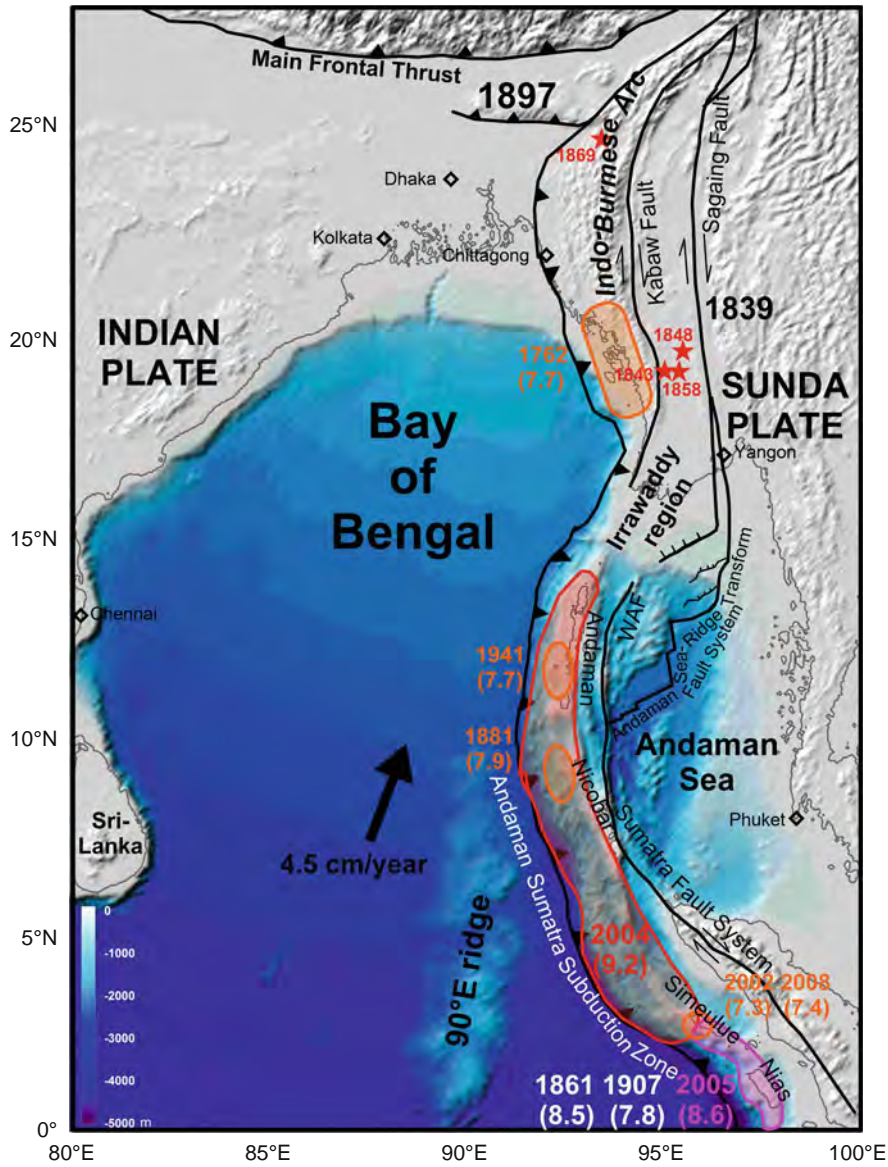 Main Frontal Thrust
1897
25°N
1869
Indo-Burmese Arc
Sagaing Fault
Dhaka
Kolkata
Chittagong
Kabaw Fault
1839
20°N
INDIAN
PLATE
1762
(7.7)
1848
1843
1858
SUNDA
PLATE
Bay
of
Bengal
Yangon
Irrawaddy
region
15°N
Chennai
Andaman
WAF
Andaman Sea-Ridge Transform
Fault System
1941
(7.7)
10°N
1881
(7.9)
Nicobar
Andaman
Sea
Sri-
Lanka
4.5 cm/year
Phuket
Andaman Sumatra Subduction Zone
Sumatra Fault System
90°E ridge
5°N
0
-1000
-2000
-3000
-4000
-5000 m
2004
(9.2)
2002 2008
(7.3) (7.4)
Simeulue
Nias
1861 1907 2005
(8.5) (7.8) (8.6)
0°
80°E 85°E 90°E 95°E 100°E